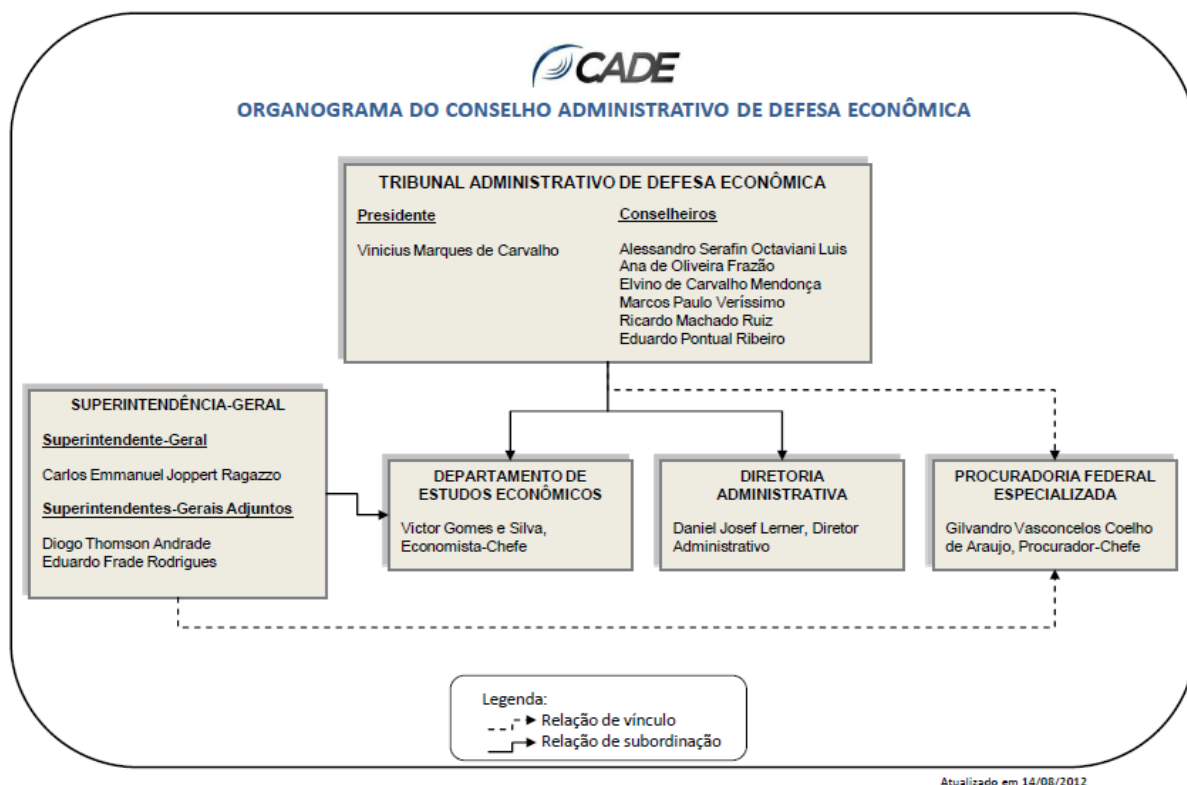 CADE
ORGANOGRAMA DO CONSELHO ADMINISTRATIVO DE DEFESA ECONÔMICA
TRIBUNAL ADMINISTRATIVO DE DEFESA ECONÔMICA
Presidente
Vinicius Marques de Carvalho
Conselheiros
Alessandro Serafin Octaviani Luis
Ana de Oliveira Frazão
Elvino de Carvalho Mendonça
Marcos Paulo Veríssimo
Ricardo Machado Ruiz
Eduardo Pontual Ribeiro
SUPERINTENDÊNCIA-GERAL
Superintendente-Geral
Carlos Emmanuel Joppert Ragazzo
Superintendentes-Gerais Adjuntos
Diogo Thomson Andrade
Eduardo Frade Rodrigues
DEPARTAMENTO DE
ESTUDOS ECONÔMICOS
Victor Gomes e Silva,
Economista-Chefe
DIRETORIA
ADMINISTRATIVA
Daniel Josef Lerner, Diretor
Administrativo
PROCURADORIA FEDERAL
ESPECIALIZADA
Gilvandro Vasconcelos Coelho
de Araujo, Procurador-Chefe
Legenda:
Relação de vínculo
Relação de subordinação
Atualizado em 14/08/2012